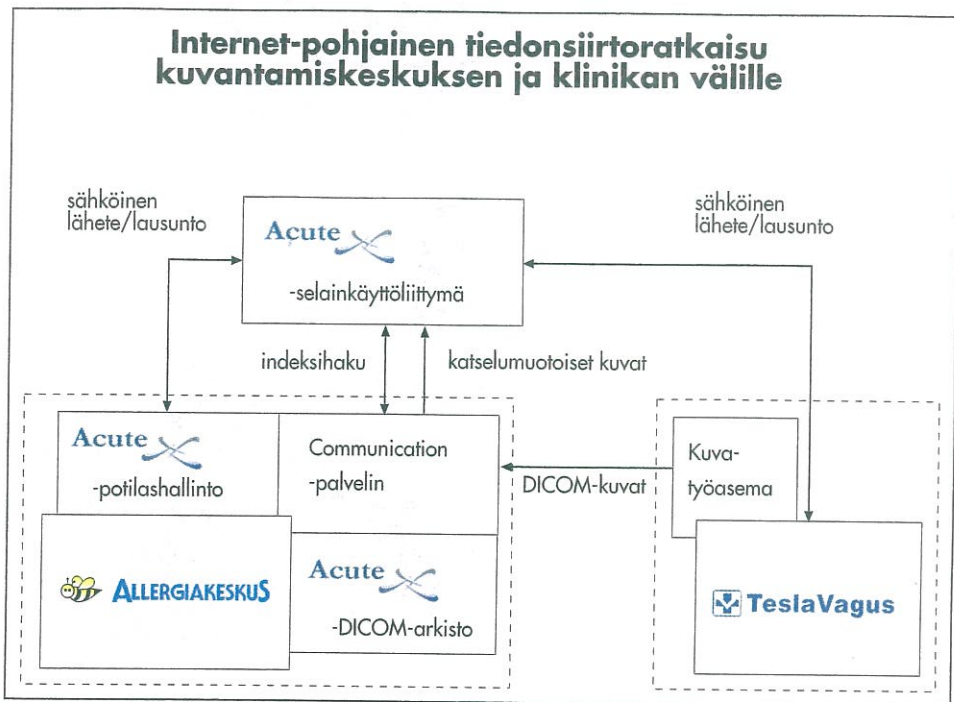 Internet-pohjainen tiedonsiirtoratkaisu
kuvantamiskeskuksen ja klinikan välille
sähköinen
lähete/lausunto
sähköinen
lähete/lausunto
Acute
-selainkäyttöliittymä
indeksihaku
katselumuotoiset kuvat
Acute
-potilashallinto
Communication
-palvelin
DICOM-kuvat
Kuva-
työasema
ALLERGIAKESKUS
Acute
-DICOM-arkisto
TeslaVagus